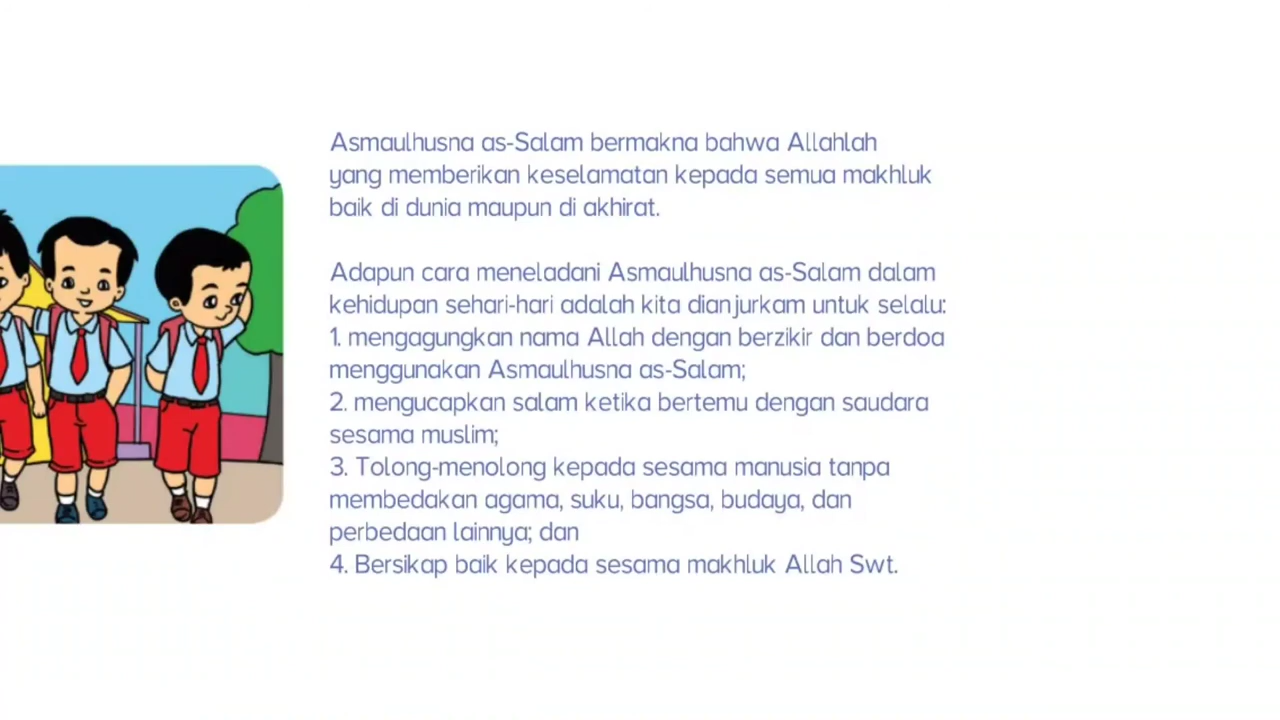 Asmaulhusna as-Salam bermakna bahwa Allahlah
yang memberikan keselamatan kepada semua makhluk
baik di dunia maupun di akhirat.
Adapun cara meneladani Asmaulhusna as-Salam dalam
kehidupan sehari-hari adalah kita dianjurkam untuk selalu:
1. mengagungkan nama Allah dengan berzikir dan berdoa
menggunakan Asmaulhusna as-Salam;
2. mengucapkan salam ketika bertemu dengan saudara
sesama muslim;
3. Tolong-menolong kepada sesama manusia tanpa
membedakan agama, suku, bangsa, budaya, dan
perbedaan lainnya; dan
4. Bersikap baik kepada sesama makhluk Allah Swt.